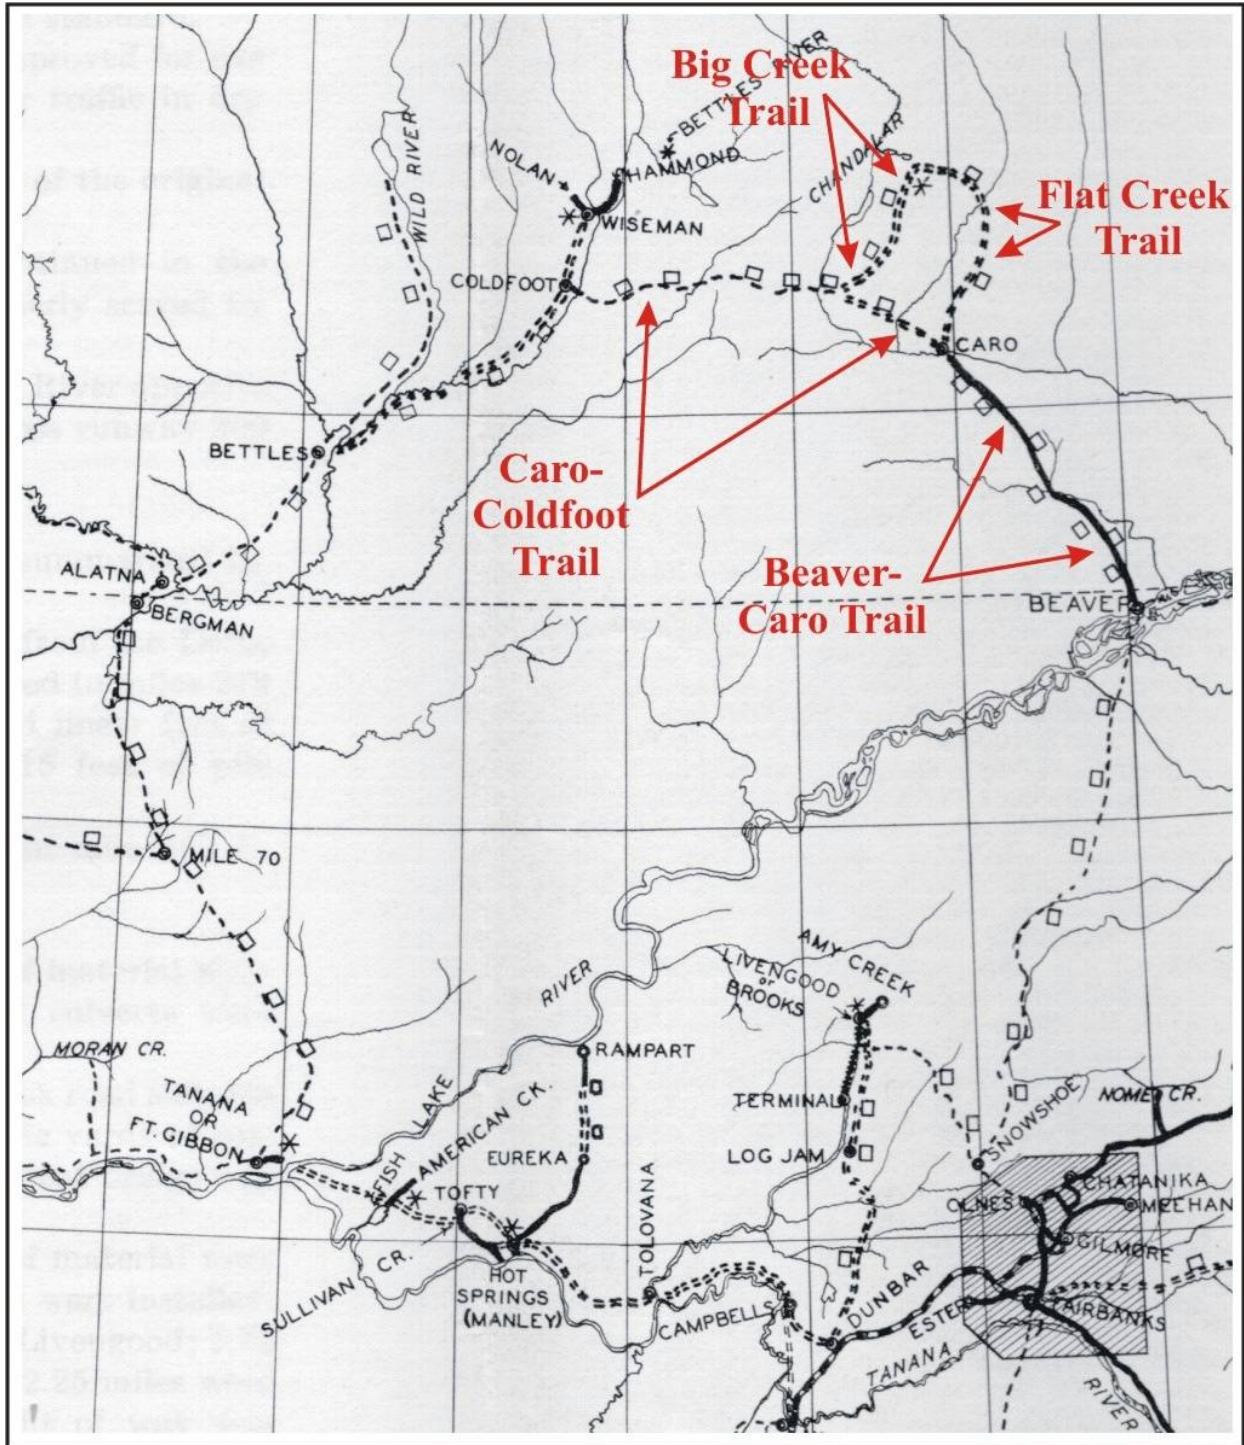 Big Creek
Trail
Flat Creek
Trail
Caro-
Coldfoot
Trail
Beaver-
Caro Trail
WILD RIVER
NOLAN
HAMMOND
BETTLES RIVER
WISEMAN
CHANDALAR
COLDFOOT
CARO
BETTLES
ALATNA
BERGMAN
BEAVER
MILE 70
AMY CREEK
LIVENGOOD
or
BROOKS
RIVER
MORAN CR.
RAMPART
TANANA
OR
FT. GIBBON
FISH LAKE
AMERICAN CK.
TERMINAL
SNOWSHOE
NOME CR.
EUREKA
LOG JAM
TOFTY
TOLOVANA
OLNES
CHATANIKA
MEEHAN
GILMORE
SULLIVAN CR.
HOT
SPRINGS
(MANLEY)
CAMPBELLS
DUNBAR
ESTER
FAIRBANKS
TANANA
RIVER